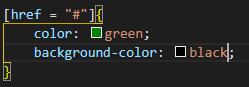 [href = "#"]{
    color: green;
    background-color: black;
}